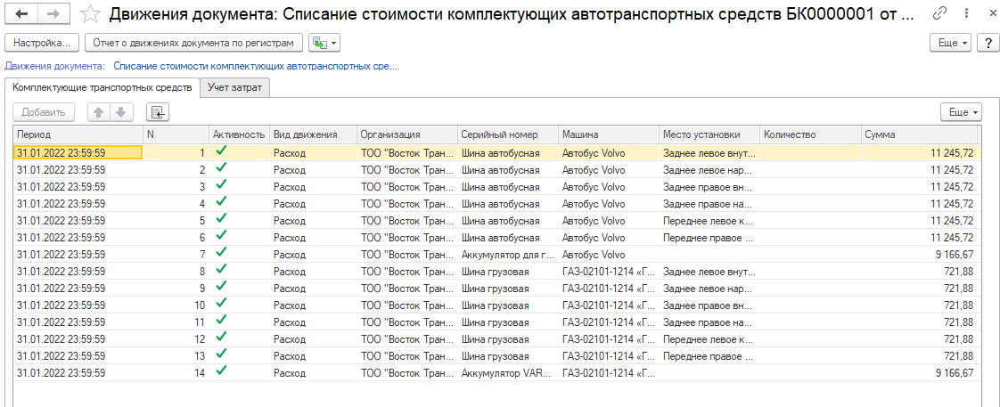 Движения документа: Списание стоимости комплектующих автотранспортных средств БК0000001 от ...
Настройка... Отчет о движениях документа по регистрам Еще ?
Движения документа: Списание стоимости комплектующих автотранспортных сре...
Комплектующие транспортных средств Учет затрат
Добавить Еще
Период N Активность Вид движения Организация Серийный номер Машина Место установки Количество Сумма
31.01.2022 23:59:59 1 Расход ТОО "Восток Тран... Шина автобусная Автобус Volvo Заднее левое внут... 11 245,72
31.01.2022 23:59:59 2 Расход ТОО "Восток Тран... Шина автобусная Автобус Volvo Заднее левое нар... 11 245,72
31.01.2022 23:59:59 3 Расход ТОО "Восток Тран... Шина автобусная Автобус Volvo Заднее правое вн... 11 245,72
31.01.2022 23:59:59 4 Расход ТОО "Восток Тран... Шина автобусная Автобус Volvo Заднее правое на... 11 245,72
31.01.2022 23:59:59 5 Расход ТОО "Восток Тран... Шина автобусная Автобус Volvo Переднее левое к... 11 245,72
31.01.2022 23:59:59 6 Расход ТОО "Восток Тран... Шина автобусная Автобус Volvo Переднее правое ... 11 245,72
31.01.2022 23:59:59 7 Расход ТОО "Восток Тран... Аккумулятор для г... Автобус Volvo 9 166,67
31.01.2022 23:59:59 8 Расход ТОО "Восток Тран... Шина грузовая ГАЗ-02101-1214 «Г... Заднее левое внут... 721,88
31.01.2022 23:59:59 9 Расход ТОО "Восток Тран... Шина грузовая ГАЗ-02101-1214 «Г... Заднее левое нар... 721,88
31.01.2022 23:59:59 10 Расход ТОО "Восток Тран... Шина грузовая ГАЗ-02101-1214 «Г... Заднее правое вн... 721,88
31.01.2022 23:59:59 11 Расход ТОО "Восток Тран... Шина грузовая ГАЗ-02101-1214 «Г... Заднее правое на... 721,88
31.01.2022 23:59:59 12 Расход ТОО "Восток Тран... Шина грузовая ГАЗ-02101-1214 «Г... Переднее левое к... 721,88
31.01.2022 23:59:59 13 Расход ТОО "Восток Тран... Шина грузовая ГАЗ-02101-1214 «Г... Переднее правое ... 721,88
31.01.2022 23:59:59 14 Расход ТОО "Восток Тран... Аккумулятор VAR... ГАЗ-02101-1214 «Г... 9 166,67